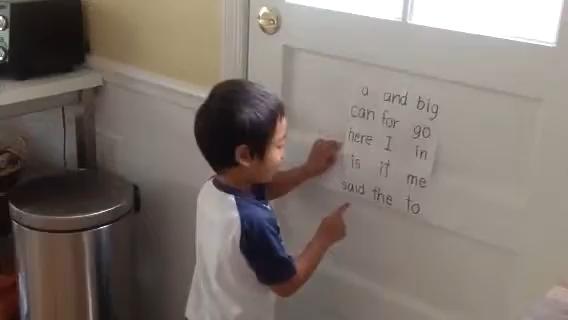 a and big
can for go
here I in
is it me
said the to